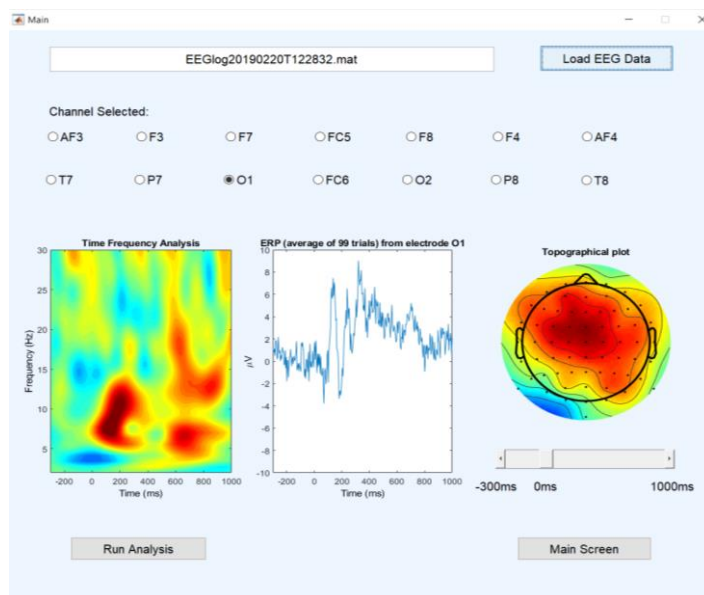 Main
EEGlog20190220T122832.mat
Load EEG Data
Channel Selected:
AF3 F3 F7 FC5 F8 F4 AF4
T7 P7 O1 FC6 O2 P8 T8
Time Frequency Analysis
30
25
20
15
10
5
Frequency (Hz)
-200 0 200 400 600 800 1000
Time (ms)
ERP (average of 99 trials) from electrode O1
10
8
6
4
2
0
-2
-4
-6
-8
-10
μV
-200 0 200 400 600 800 1000
Time (ms)
Topographical plot
-300ms 0ms 1000ms
Run Analysis
Main Screen